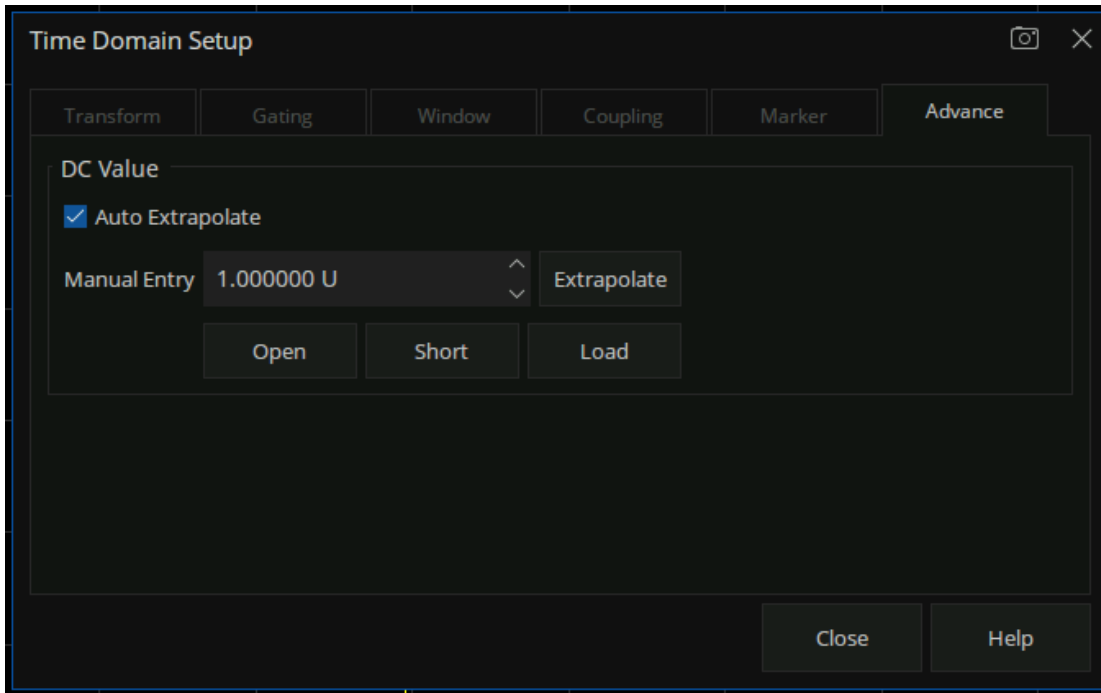 Time Domain Setup
Transform Gating Window Coupling Marker Advance
DC Value
Auto Extrapolate
Manual Entry 1.000000 U Extrapolate
Open Short Load
Close Help